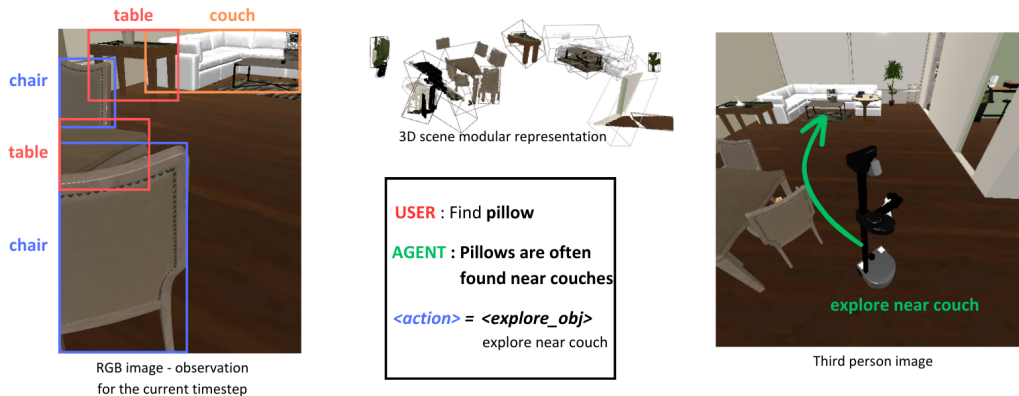 table
couch
chair
table
chair
RGB image - observation
for the current timestep
3D scene modular representation
USER : Find pillow
AGENT : Pillows are often
found near couches
<action> = <explore_obj>
explore near couch
explore near couch
Third person image